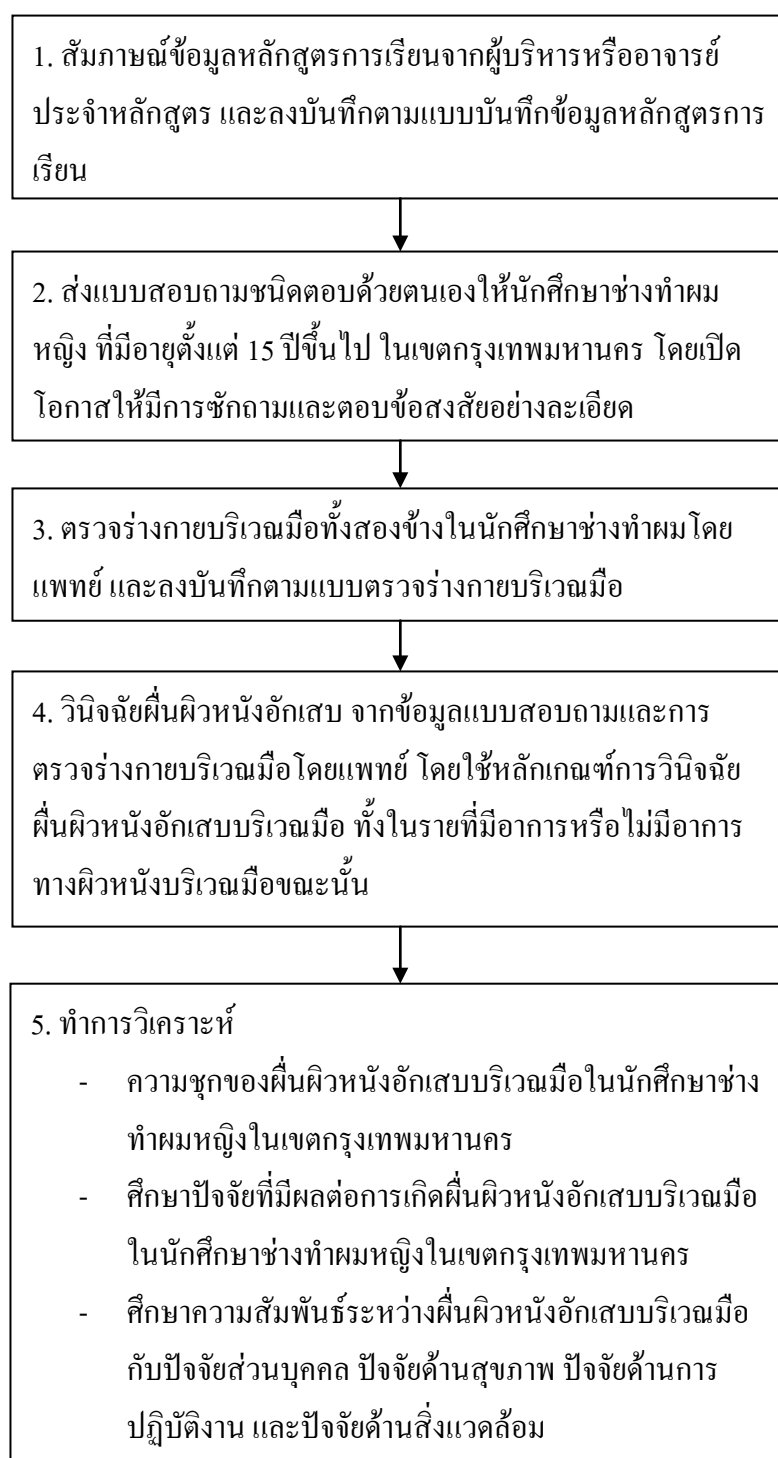 1. สัมภาษณ์ข้อมูลหลักสูตรการเรียนจากผู้บริหารหรืออาจารย์
ประจำหลักสูตร และลงบันทึกตามแบบบันทึกข้อมูลหลักสูตรการ
เรียน
2. ส่งแบบสอบถามชนิดตอบด้วยตนเองให้นักศึกษาช่างทำผม
หญิง ที่มีอายุตั้งแต่ 15 ปีขึ้นไป ในเขตกรุงเทพมหานคร โดยเปิด
โอกาสให้มีการซักถามและตอบข้อสงสัยอย่างละเอียด
3. ตรวจร่างกายบริเวณมือทั้งสองข้างในนักศึกษาช่างทำผมโดย
แพทย์ และลงบันทึกตามแบบตรวจร่างกายบริเวณมือ
4. วินิจฉัยผื่นผิวหนังอักเสบ จากข้อมูลแบบสอบถามและการ
ตรวจร่างกายบริเวณมือโดยแพทย์ โดยใช้หลักเกณฑ์การวินิจฉัย
ผื่นผิวหนังอักเสบบริเวณมือ ทั้งในรายที่มีอาการหรือไม่มีอาการ
ทางผิวหนังบริเวณมือขณะนั้น
5. ทำการวิเคราะห์
- ความชุกของผื่นผิวหนังอักเสบบริเวณมือในนักศึกษาช่าง
ทำผมหญิงในเขตกรุงเทพมหานคร
- ศึกษาปัจจัยที่มีผลต่อการเกิดผื่นผิวหนังอักเสบบริเวณมือ
ในนักศึกษาช่างทำผมหญิงในเขตกรุงเทพมหานคร
- ศึกษาความสัมพันธ์ระหว่างผื่นผิวหนังอักเสบบริเวณมือ
กับปัจจัยส่วนบุคคล ปัจจัยด้านสุขภาพ ปัจจัยด้านการ
ปฏิบัติงาน และปัจจัยด้านสิ่งแวดล้อม